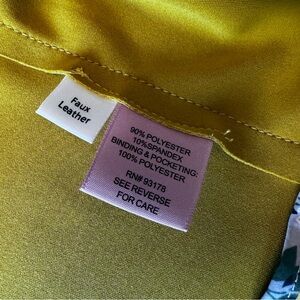 Faux
Leather
90% POLYESTER
10%SPANDEX
BINDING & POCKETING:
100% POLYESTER
RN# 93178
SEE REVERSE
FOR CARE